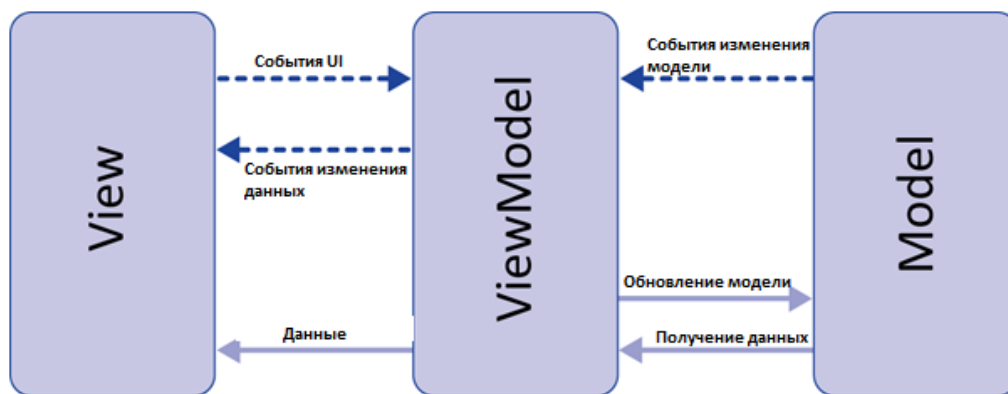 View
События UI
События изменения
данных
Данные
ViewModel
События изменения
модели
Обновление модели
Получение данных
Model